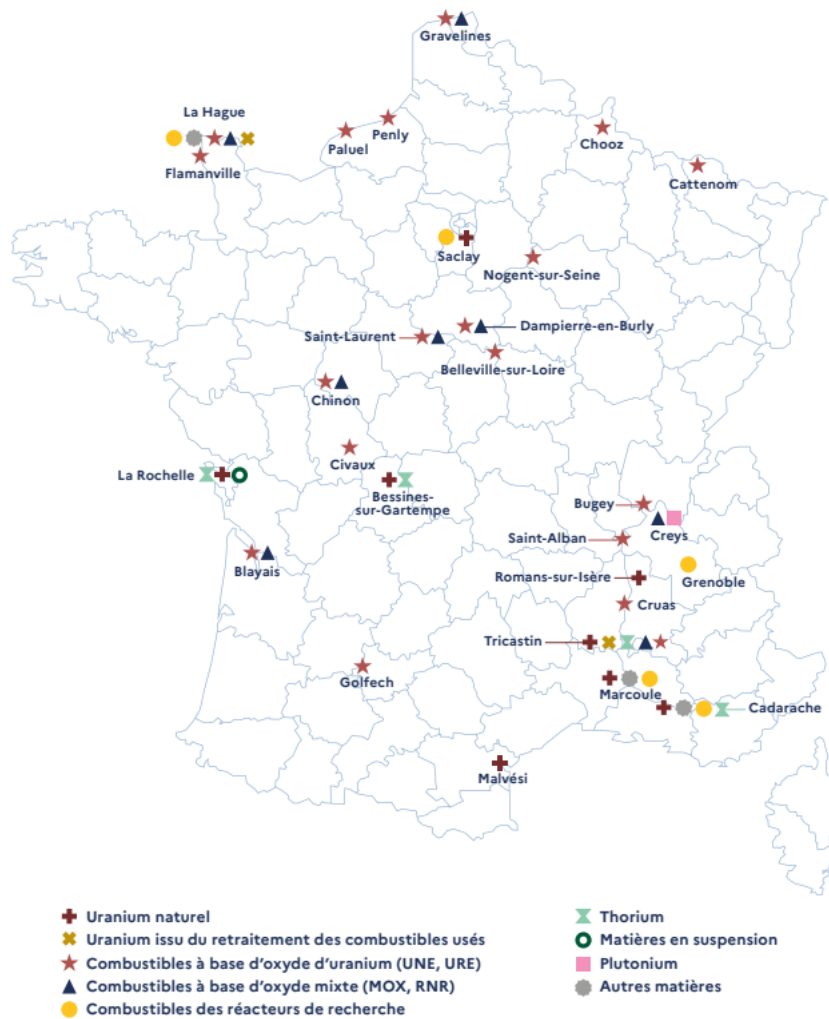 Gravelines
La Hague
Penly
Paluel
Chooz
Flamanville
Cattenom
Saclay
Nogent-sur-Seine
Saint-Laurent
Dampierre-en-Burly
Belleville-sur-Loire
Chinon
Civaux
La Rochelle
Bessines-
sur-Gartempe
Bugey
Creys
Saint-Alban
Blayais
Romans-sur-Isère
Grenoble
Cruas
Tricastin
Golfech
Marcoule
Cadarache
Malvési
Uranium naturel
Uranium issu du retraitement des combustibles usés
Combustibles à base d'oxyde d'uranium (UNE, URE)
Combustibles à base d'oxyde mixte (MOX, RNR)
Combustibles des réacteurs de recherche
Thorium
Matières en suspension
Plutonium
Autres matières